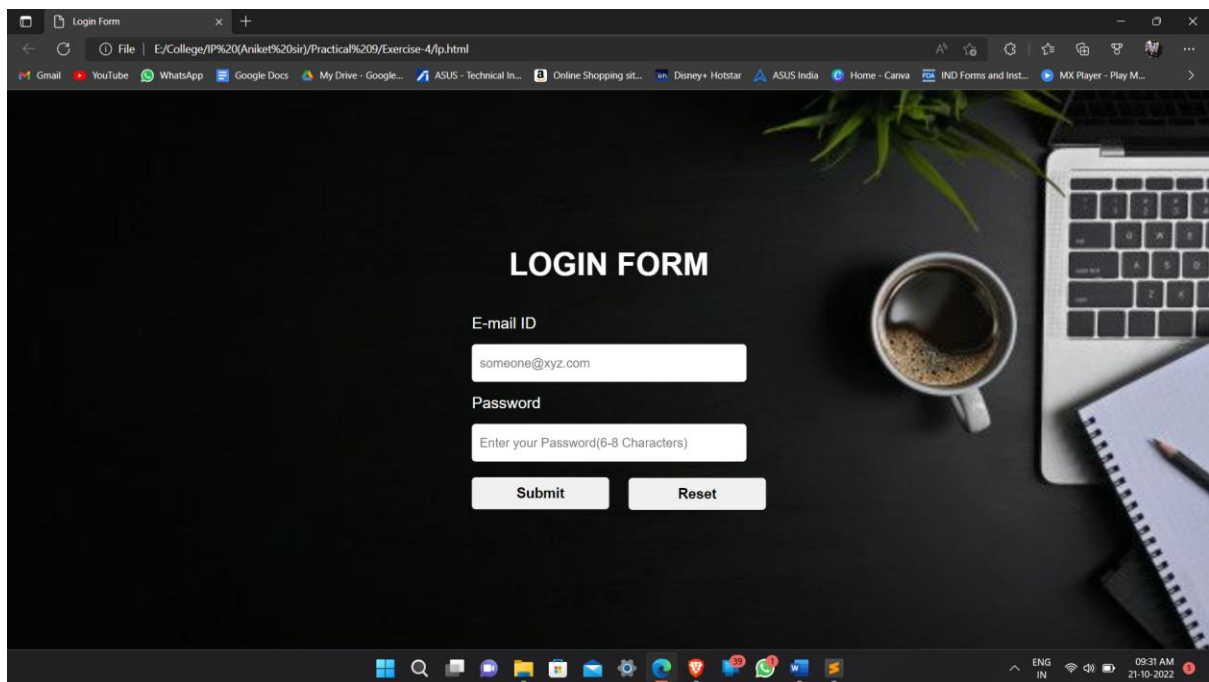 Login Form
File | E:/College/IP%20(Aniket%20sir)/Practical%209/Exercise-4/lp.html
Gmail YouTube WhatsApp Google Docs My Drive - Google... ASUS - Technical In... Online Shopping sit... Disney+ Hotstar ASUS India Home - Canva IND Forms and Inst... MX Player - Play M...
LOGIN FORM
E-mail ID
someone@xyz.com
Password
Enter your Password(6-8 Characters)
Submit Reset
39 1
ENG 09:31 AM
IN 21-10-2022 5